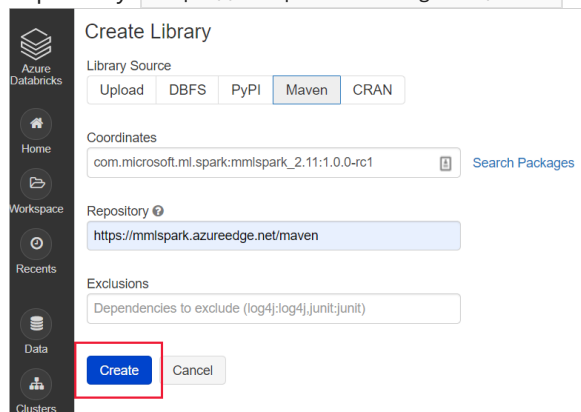 Create Library
Azure
Databricks
Library Source
Upload DBFS PyPI Maven CRAN
Home
Coordinates
com.microsoft.ml.spark:mmlspark_2.11:1.0.0-rc1
Search Packages
Workspace
Repository
https://mmlspark.azureedge.net/maven
Recents
Exclusions
Dependencies to exclude (log4j:log4j,junit:junit)
Data
Create Cancel
Clusters